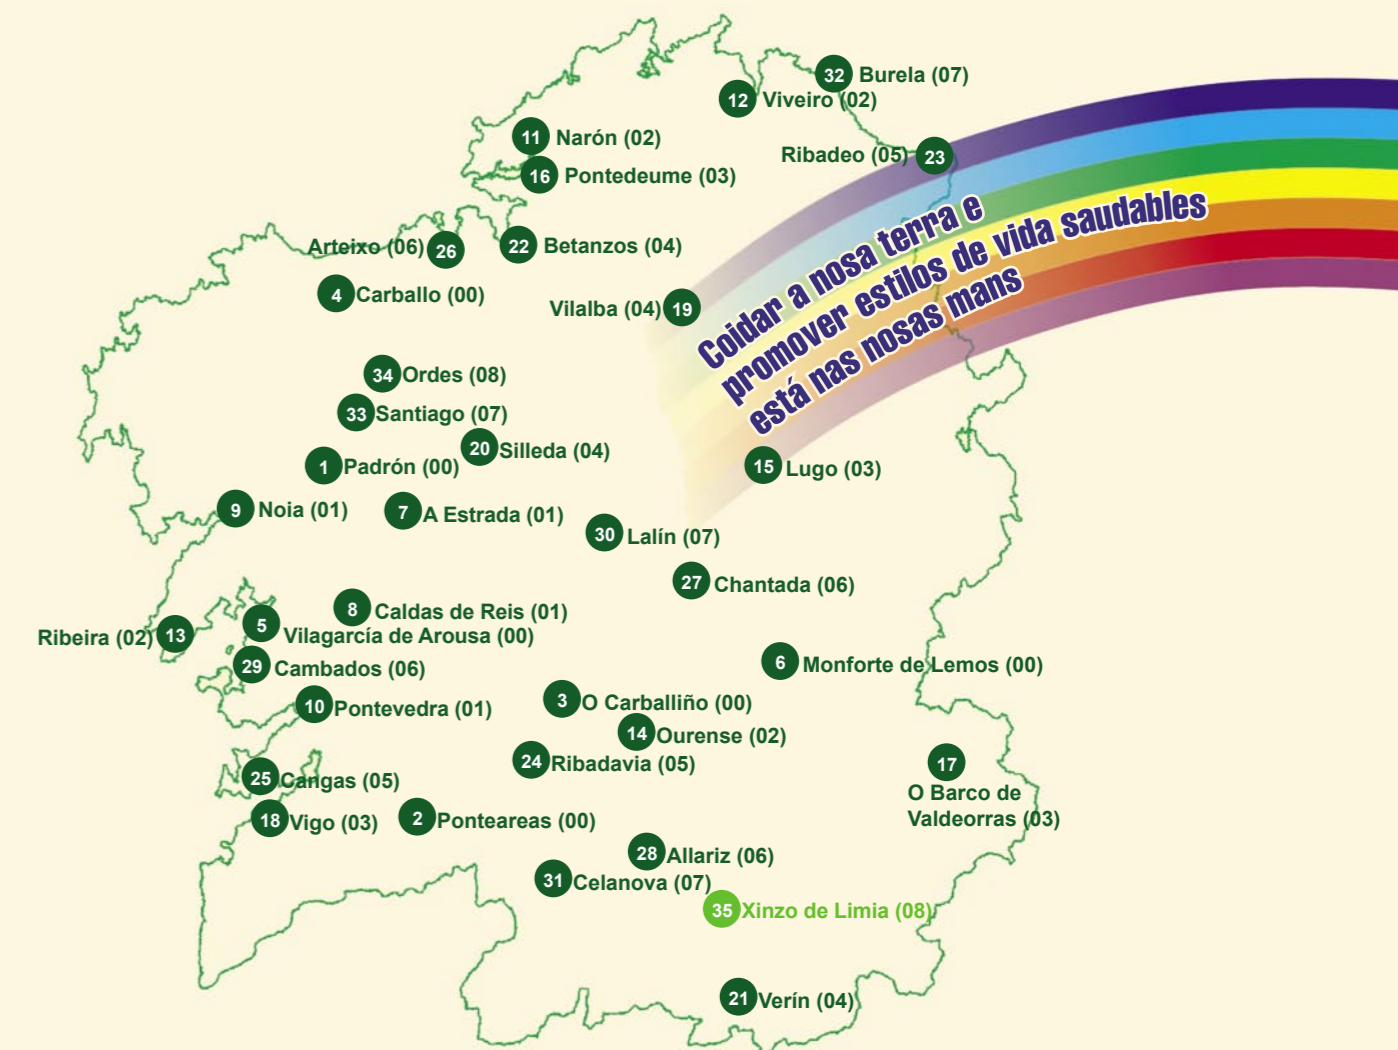 32 Burela (07)
12 Viveiro (02)
11 Narón (02)
Ribadeo (05) 23
16 Pontedeume (03)
Arteixo (06) 26
22 Betanzos (04)
4 Carballo (00)
Vilalba (04) 19
Coidar a nosa terra e
promover estilos de vida saudables
está nas nosas mans
34 Ordes (08)
33 Santiago (07)
20 Silleda (04)
1 Padrón (00)
15 Lugo (03)
9 Noia (01)
7 A Estrada (01)
30 Lalín (07)
27 Chantada (06)
8 Caldas de Reis (01)
5 Vilagarcía de Arousa (00)
Ribeira (02) 13
29 Cambados (06)
6 Monforte de Lemos (00)
10 Pontevedra (01)
3 O Carballiño (00)
14 Ourense (02)
24 Ribadavia (05)
17
O Barco de
Valdeorras (03)
25 Cangas (05)
18 Vigo (03)
2 Ponteareas (00)
28 Allariz (06)
31 Celanova (07)
35 Xinzo de Limia (08)
21 Verín (04)